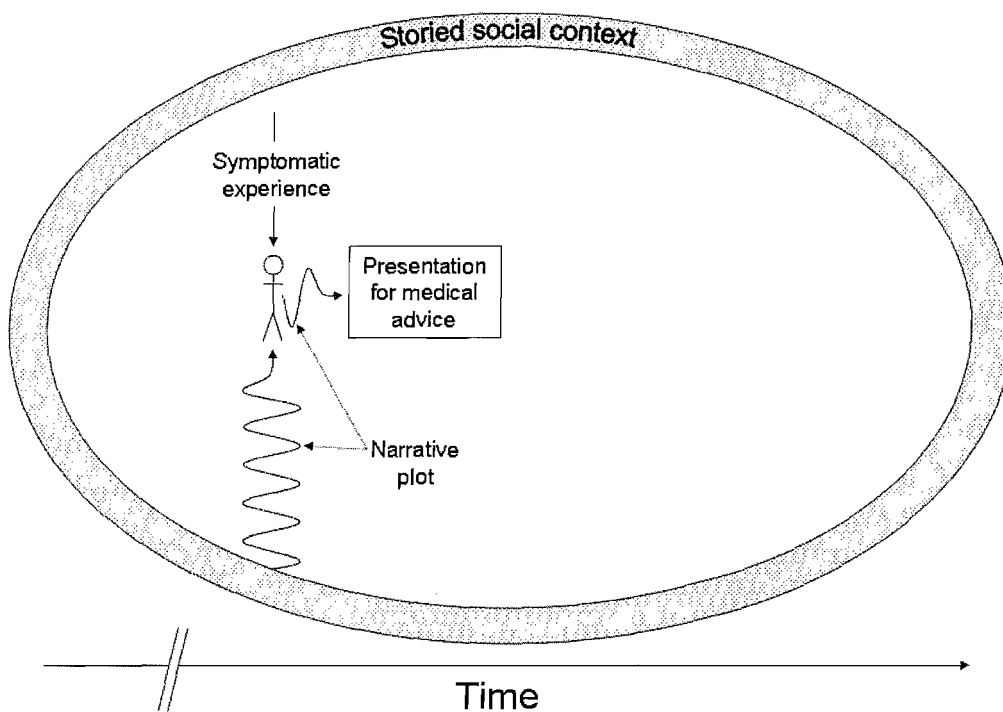 Storied social context
Symptomatic
experience
Presentation
for medical
advice
Narrative
plot
Time